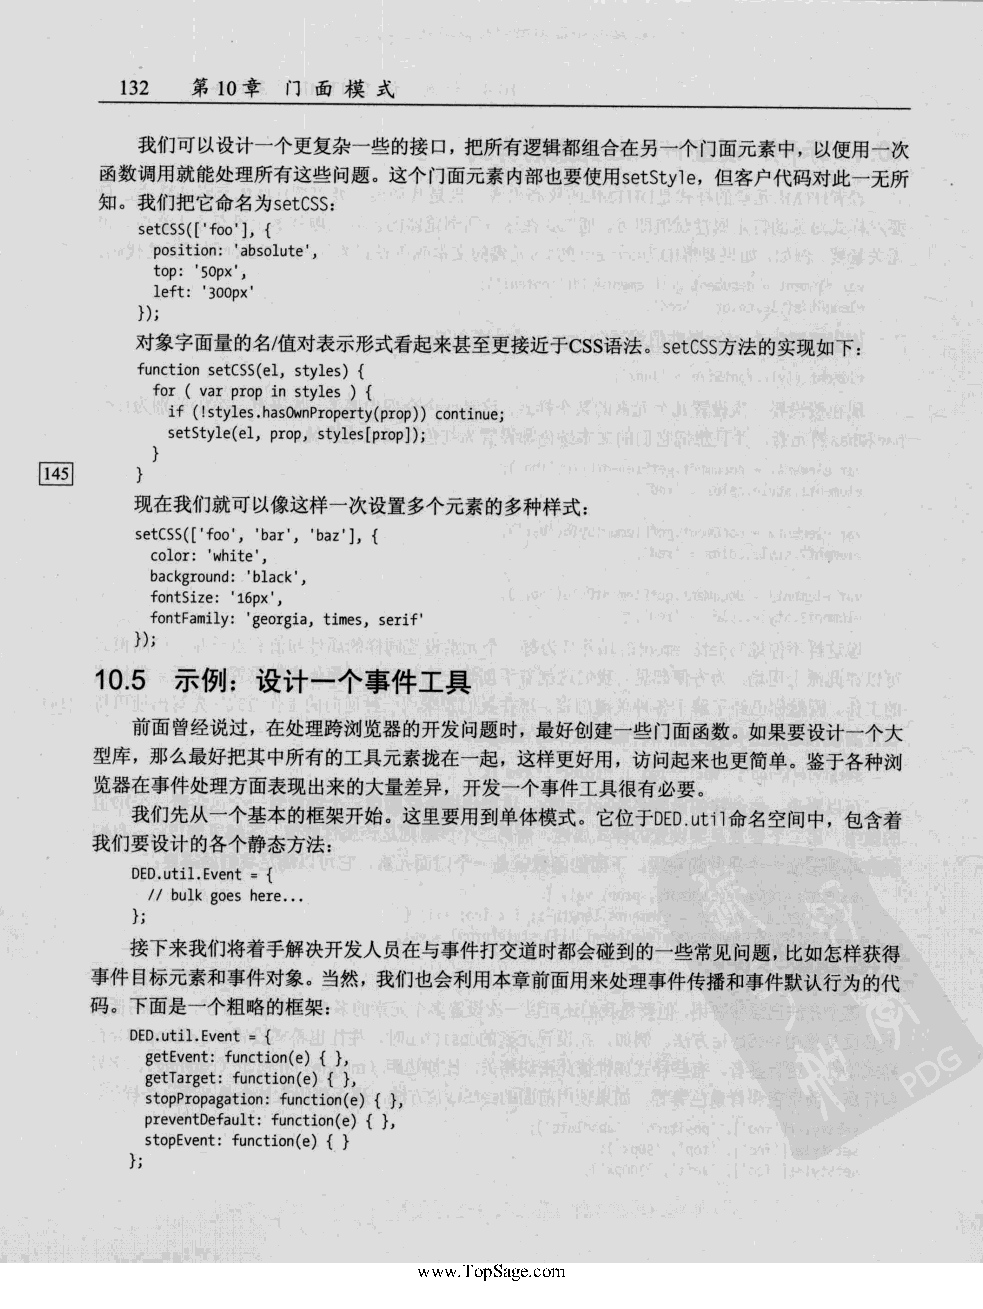 132 第10章 门面模式
我们可以设计一个更复杂一些的接口，把所有逻辑都组合在另一个门面元素中，以便用一次
函数调用就能处理所有这些问题。这个门面元素内部也要使用setStyle，但客户代码对此一无所
知。我们把它命名为setCSS：
setCSS(['foo'], {
position: 'absolute',
top: '50px',
left: '300px'
});
对象字面量的名/值对表示形式看起来甚至更接近于CSS语法。setCSS方法的实现如下：
function setCSS(el, styles) {
for ( var prop in styles ) {
if (!styles.hasOwnProperty(prop)) continue;
setStyle(el, prop, styles[prop]);
}
145
}
现在我们就可以像这样一次设置多个元素的多种样式：
setCSS(['foo', 'bar', 'baz'], {
color: 'white',
background: 'black',
fontSize: '16px',
fontFamily: 'georgia, times, serif'
});
10.5 示例：设计一个事件工具
前面曾经说过，在处理跨浏览器的开发问题时，最好创建一些门面函数。如果要设计一个大
型库，那么最好把其中所有的工具元素拢在一起，这样更好用，访问起来也更简单。鉴于各种浏
览器在事件处理方面表现出来的大量差异，开发一个事件工具很有必要。
我们先从一个基本的框架开始。这里要用到单体模式。它位于DED.util命名空间中，包含着
我们要设计的各个静态方法：
DED.util.Event = {
// bulk goes here...
};
接下来我们将着手解决开发人员在与事件打交道时都会碰到的一些常见问题，比如怎样获得
事件目标元素和事件对象。当然，我们也会利用本章前面用来处理事件传播和事件默认行为的代
码。下面是一个粗略的框架：
DED.util.Event = {
getEvent: function(e) { },
getTarget: function(e) { },
stopPropagation: function(e) { },
preventDefault: function(e) { },
stopEvent: function(e) { }
};
PDG
www.TopSage.com